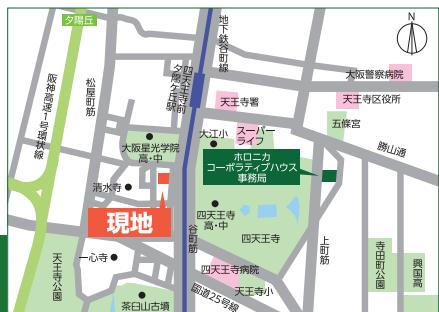 夕陽丘
地下鉄谷町線
N
阪神高速1号環状線
松屋町筋
四天王寺前
夕陽ケ丘駅
大阪警察病院
天王寺署
天王寺区役所
五條宮
大江小
スーパー
ライフ
勝山通
大阪星光学院
高・中
ホロニカ
コーポラティブハウス
事務局
清水寺
現地
四天王寺
高・中
谷町筋
四天王寺
上町筋
天王寺公園
一心寺
四天王寺病院
寺田町公園
興国高
天王寺小
茶臼山古墳
国道25号線